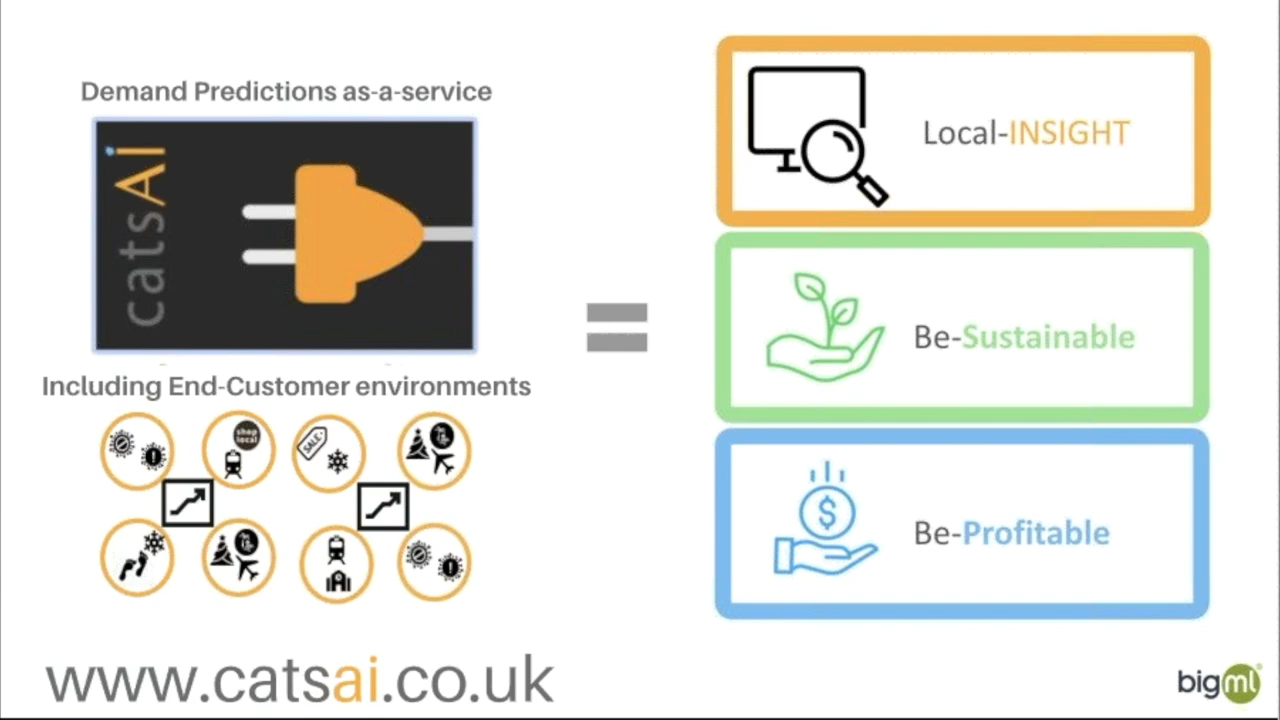 Demand Predictions as-a-service
catsAi
Including End-Customer environments
shop
local
SALE
www.catsai.co.uk
Local-INSIGHT
Be-Sustainable
$
Be-Profitable
bigml